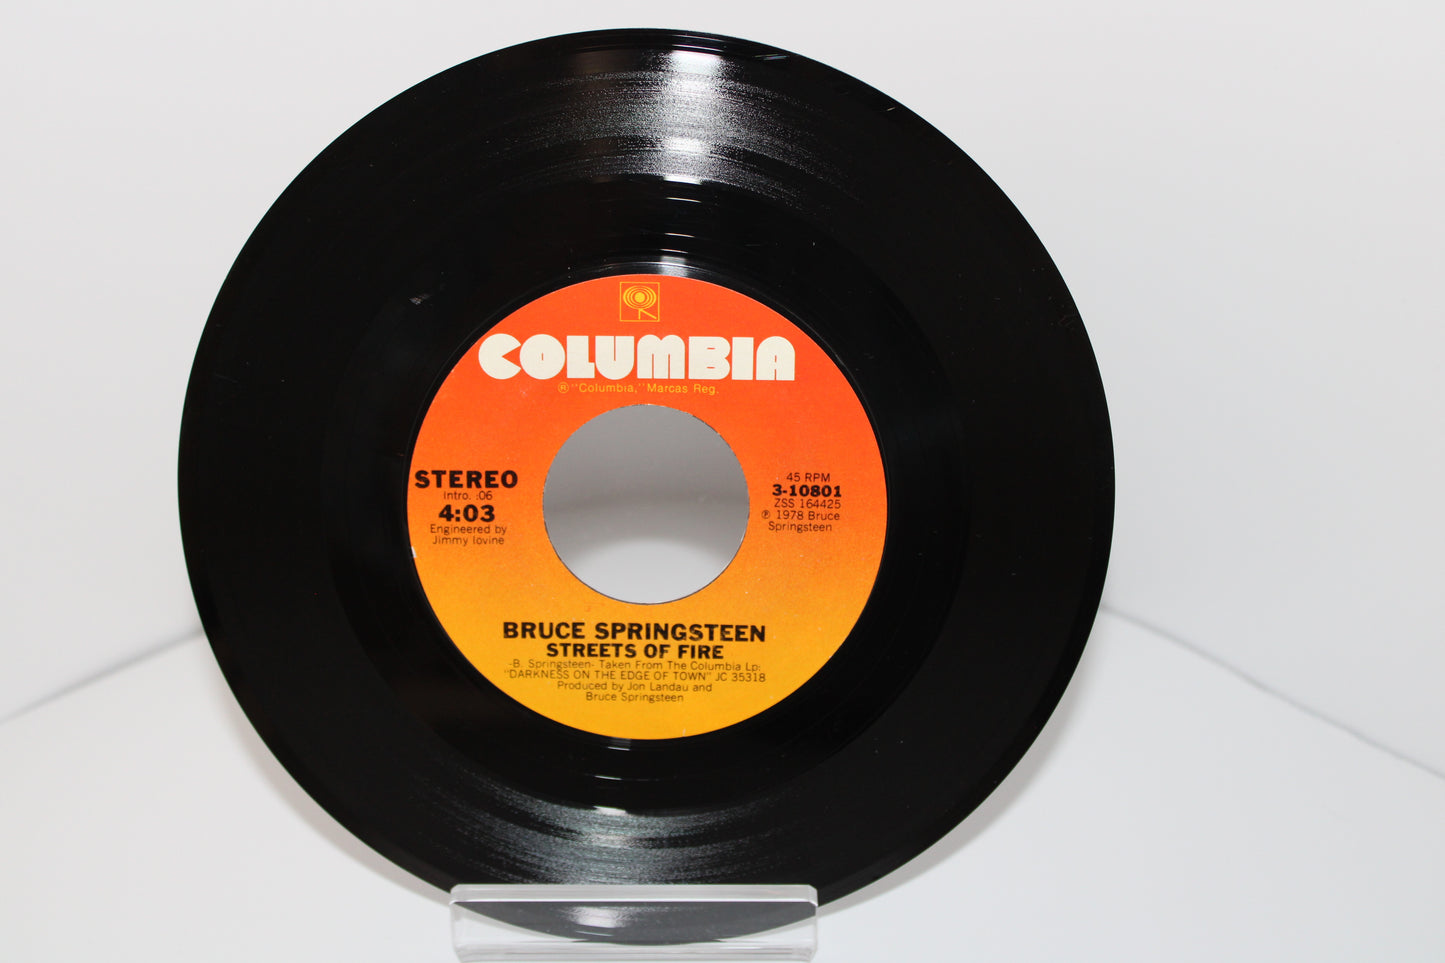 COLUMBIA
® "Columbia," Marcas Reg.
STEREO
Intro. :06
4:03
Engineered by
Jimmy Iovine
45 RPM
3-10801
ZSS 164425
℗ 1978 Bruce
Springsteen
BRUCE SPRINGSTEEN
STREETS OF FIRE
-B. Springsteen- Taken From The Columbia Lp:
"DARKNESS ON THE EDGE OF TOWN" JC 35318
Produced by Jon Landau and
Bruce Springsteen